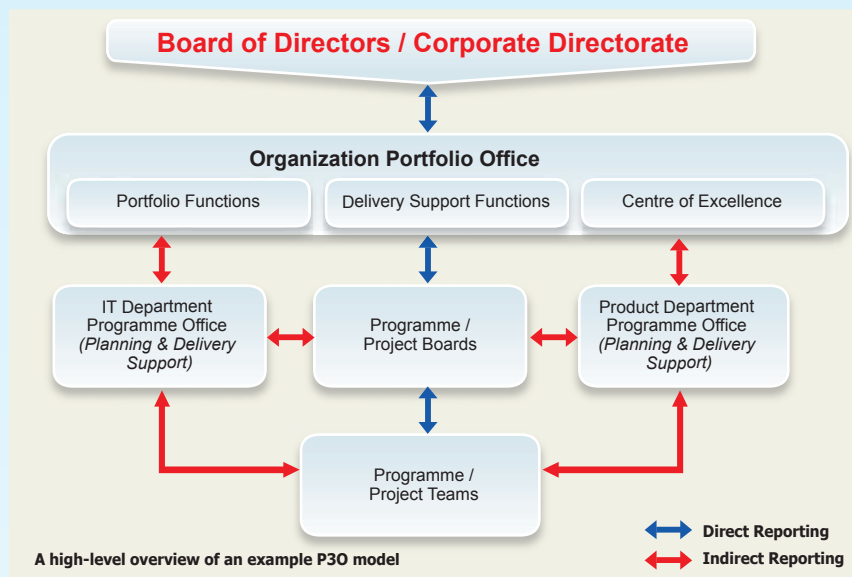 Board of Directors / Corporate Directorate
Organization Portfolio Office
Portfolio Functions
Delivery Support Functions
Centre of Excellence
IT Department
Programme Office
(Planning & Delivery
Support)
Programme /
Project Boards
Product Department
Programme Office
(Planning & Delivery
Support)
Programme /
Project Teams
Direct Reporting
Indirect Reporting
A high-level overview of an example P3O model